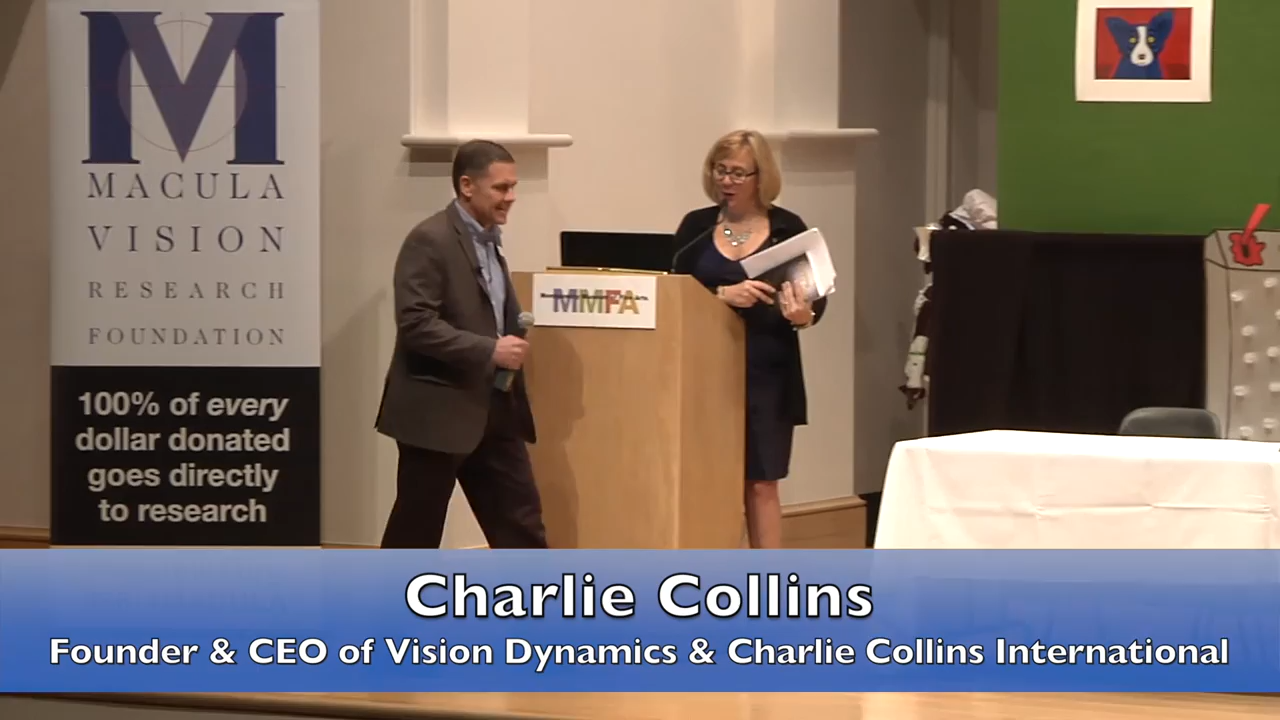 M
MACULA
VISION
RESEARCH
FOUNDATION
100% of every
dollar donated
goes directly
to research
MMFA
Charlie Collins
Founder & CEO of Vision Dynamics & Charlie Collins International